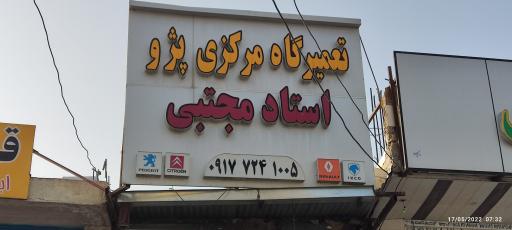 تعمیرگاه مرکزی پژو
استاد مجتبی
PEUGEOT CITROËN ۰۹۱۷ ۷۲۴ ۱۰۰۵ RENAULT IKCO
17/05/2022 07:32